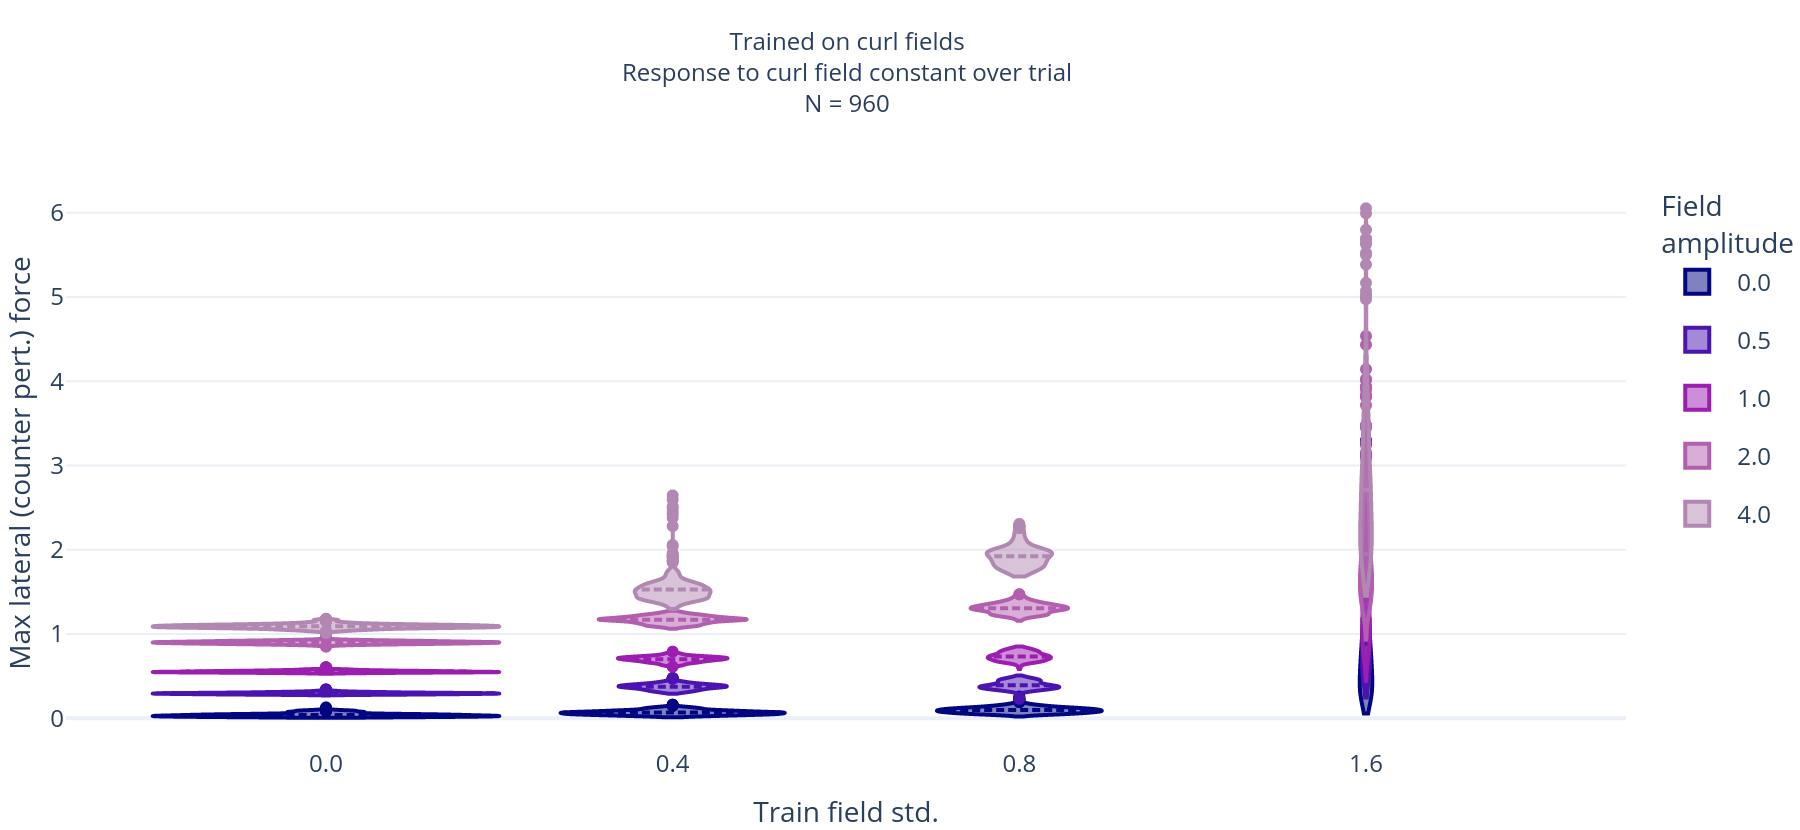 Trained on curl fields
Response to curl field constant over trial
N = 960
Max lateral (counter pert.) force
6
5
4
3
2
1
0
0.0
0.4
0.8
1.6
Train field std.
Field
amplitude
0.0
0.5
1.0
2.0
4.0